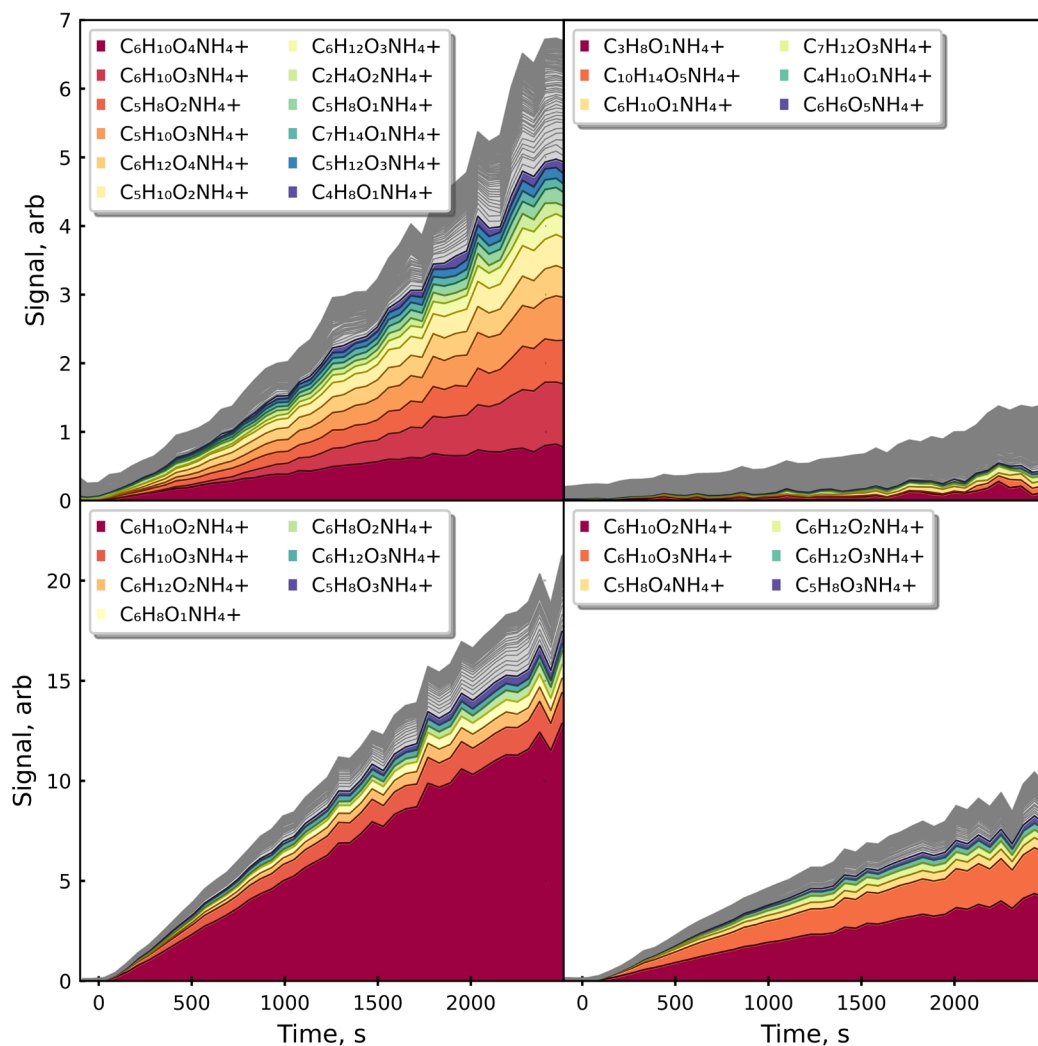 7
6
5
4
3
2
1
0
Signal, arb
C₆H₁₀O₄NH₄+
C₆H₁₀O₃NH₄+
C₅H₈O₂NH₄+
C₅H₁₀O₃NH₄+
C₆H₁₂O₄NH₄+
C₅H₁₀O₂NH₄+
C₆H₁₂O₃NH₄+
C₂H₄O₂NH₄+
C₅H₈O₁NH₄+
C₇H₁₄O₁NH₄+
C₅H₁₂O₃NH₄+
C₄H₈O₁NH₄+
C₃H₈O₁NH₄+
C₁₀H₁₄O₅NH₄+
C₆H₁₀O₁NH₄+
C₇H₁₂O₃NH₄+
C₄H₁₀O₁NH₄+
C₆H₆O₅NH₄+
20
15
10
5
0
Signal, arb
C₆H₁₀O₂NH₄+
C₆H₁₀O₃NH₄+
C₆H₁₂O₂NH₄+
C₆H₈O₁NH₄+
C₆H₈O₂NH₄+
C₆H₁₂O₃NH₄+
C₅H₈O₃NH₄+
0 500 1000 1500 2000
Time, s
C₆H₁₀O₂NH₄+
C₆H₁₀O₃NH₄+
C₅H₈O₄NH₄+
C₆H₁₂O₂NH₄+
C₆H₁₂O₃NH₄+
C₅H₈O₃NH₄+
0 500 1000 1500 2000
Time, s